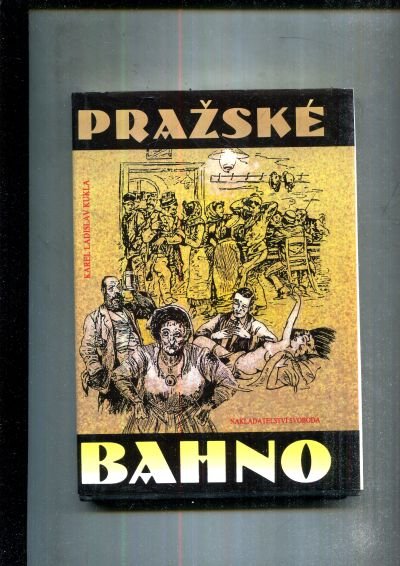 PRAŽSKÉ
KAREL LADISLAV KUKLA
NAKLADATELSTVÍ SVOBODA
BAHNO